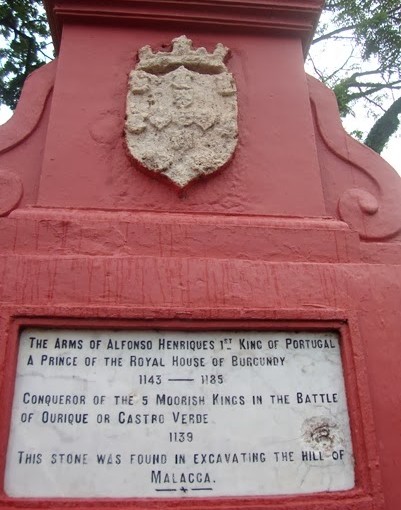 The Arms of Alfonso Henriques 1st King of Portugal
A Prince of the Royal House of Burgundy
1143 — 1185
Conqueror of the 5 Moorish Kings in the Battle
of Ourique or Castro Verde
1139
This stone was found in excavating the hill of
Malacca.